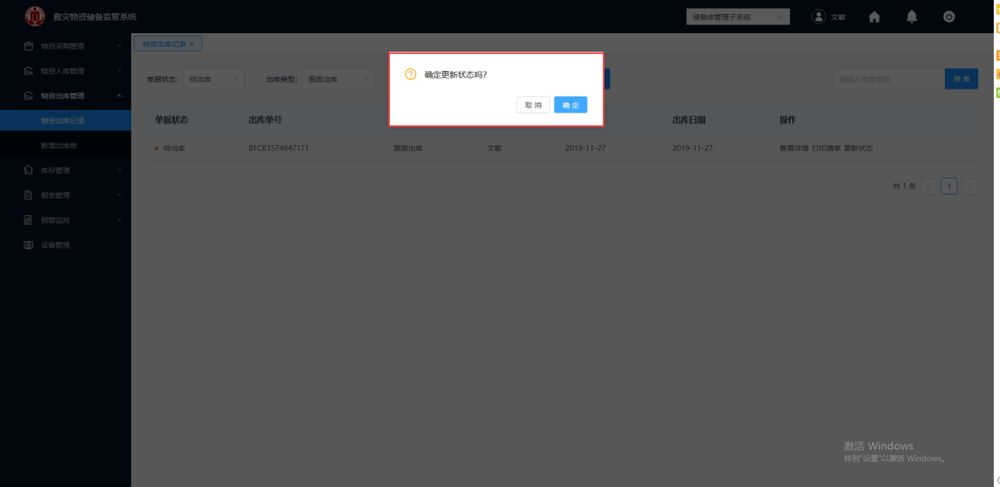 救灾物资储备监管系统
储备库管理子系统
文敏
物资采购管理
物资入库管理
物资出库管理
物资出库记录
新增出库单
库存管理
报表管理
预警监控
设备管理
物资出库记录 ×
单据状态: 待出库
出库类型: 报废出库
请输入出库单号
搜 索
确定更新状态吗?
取 消
确 定
单据状态 出库单号 出库日期 操作
待出库 BFCK1574847171 报废出库 文敏 2019-11-27 2019-11-27 查看详情 打印清单 更新状态
共 1 条 < 1 >
激活 Windows
转到"设置"以激活 Windows。